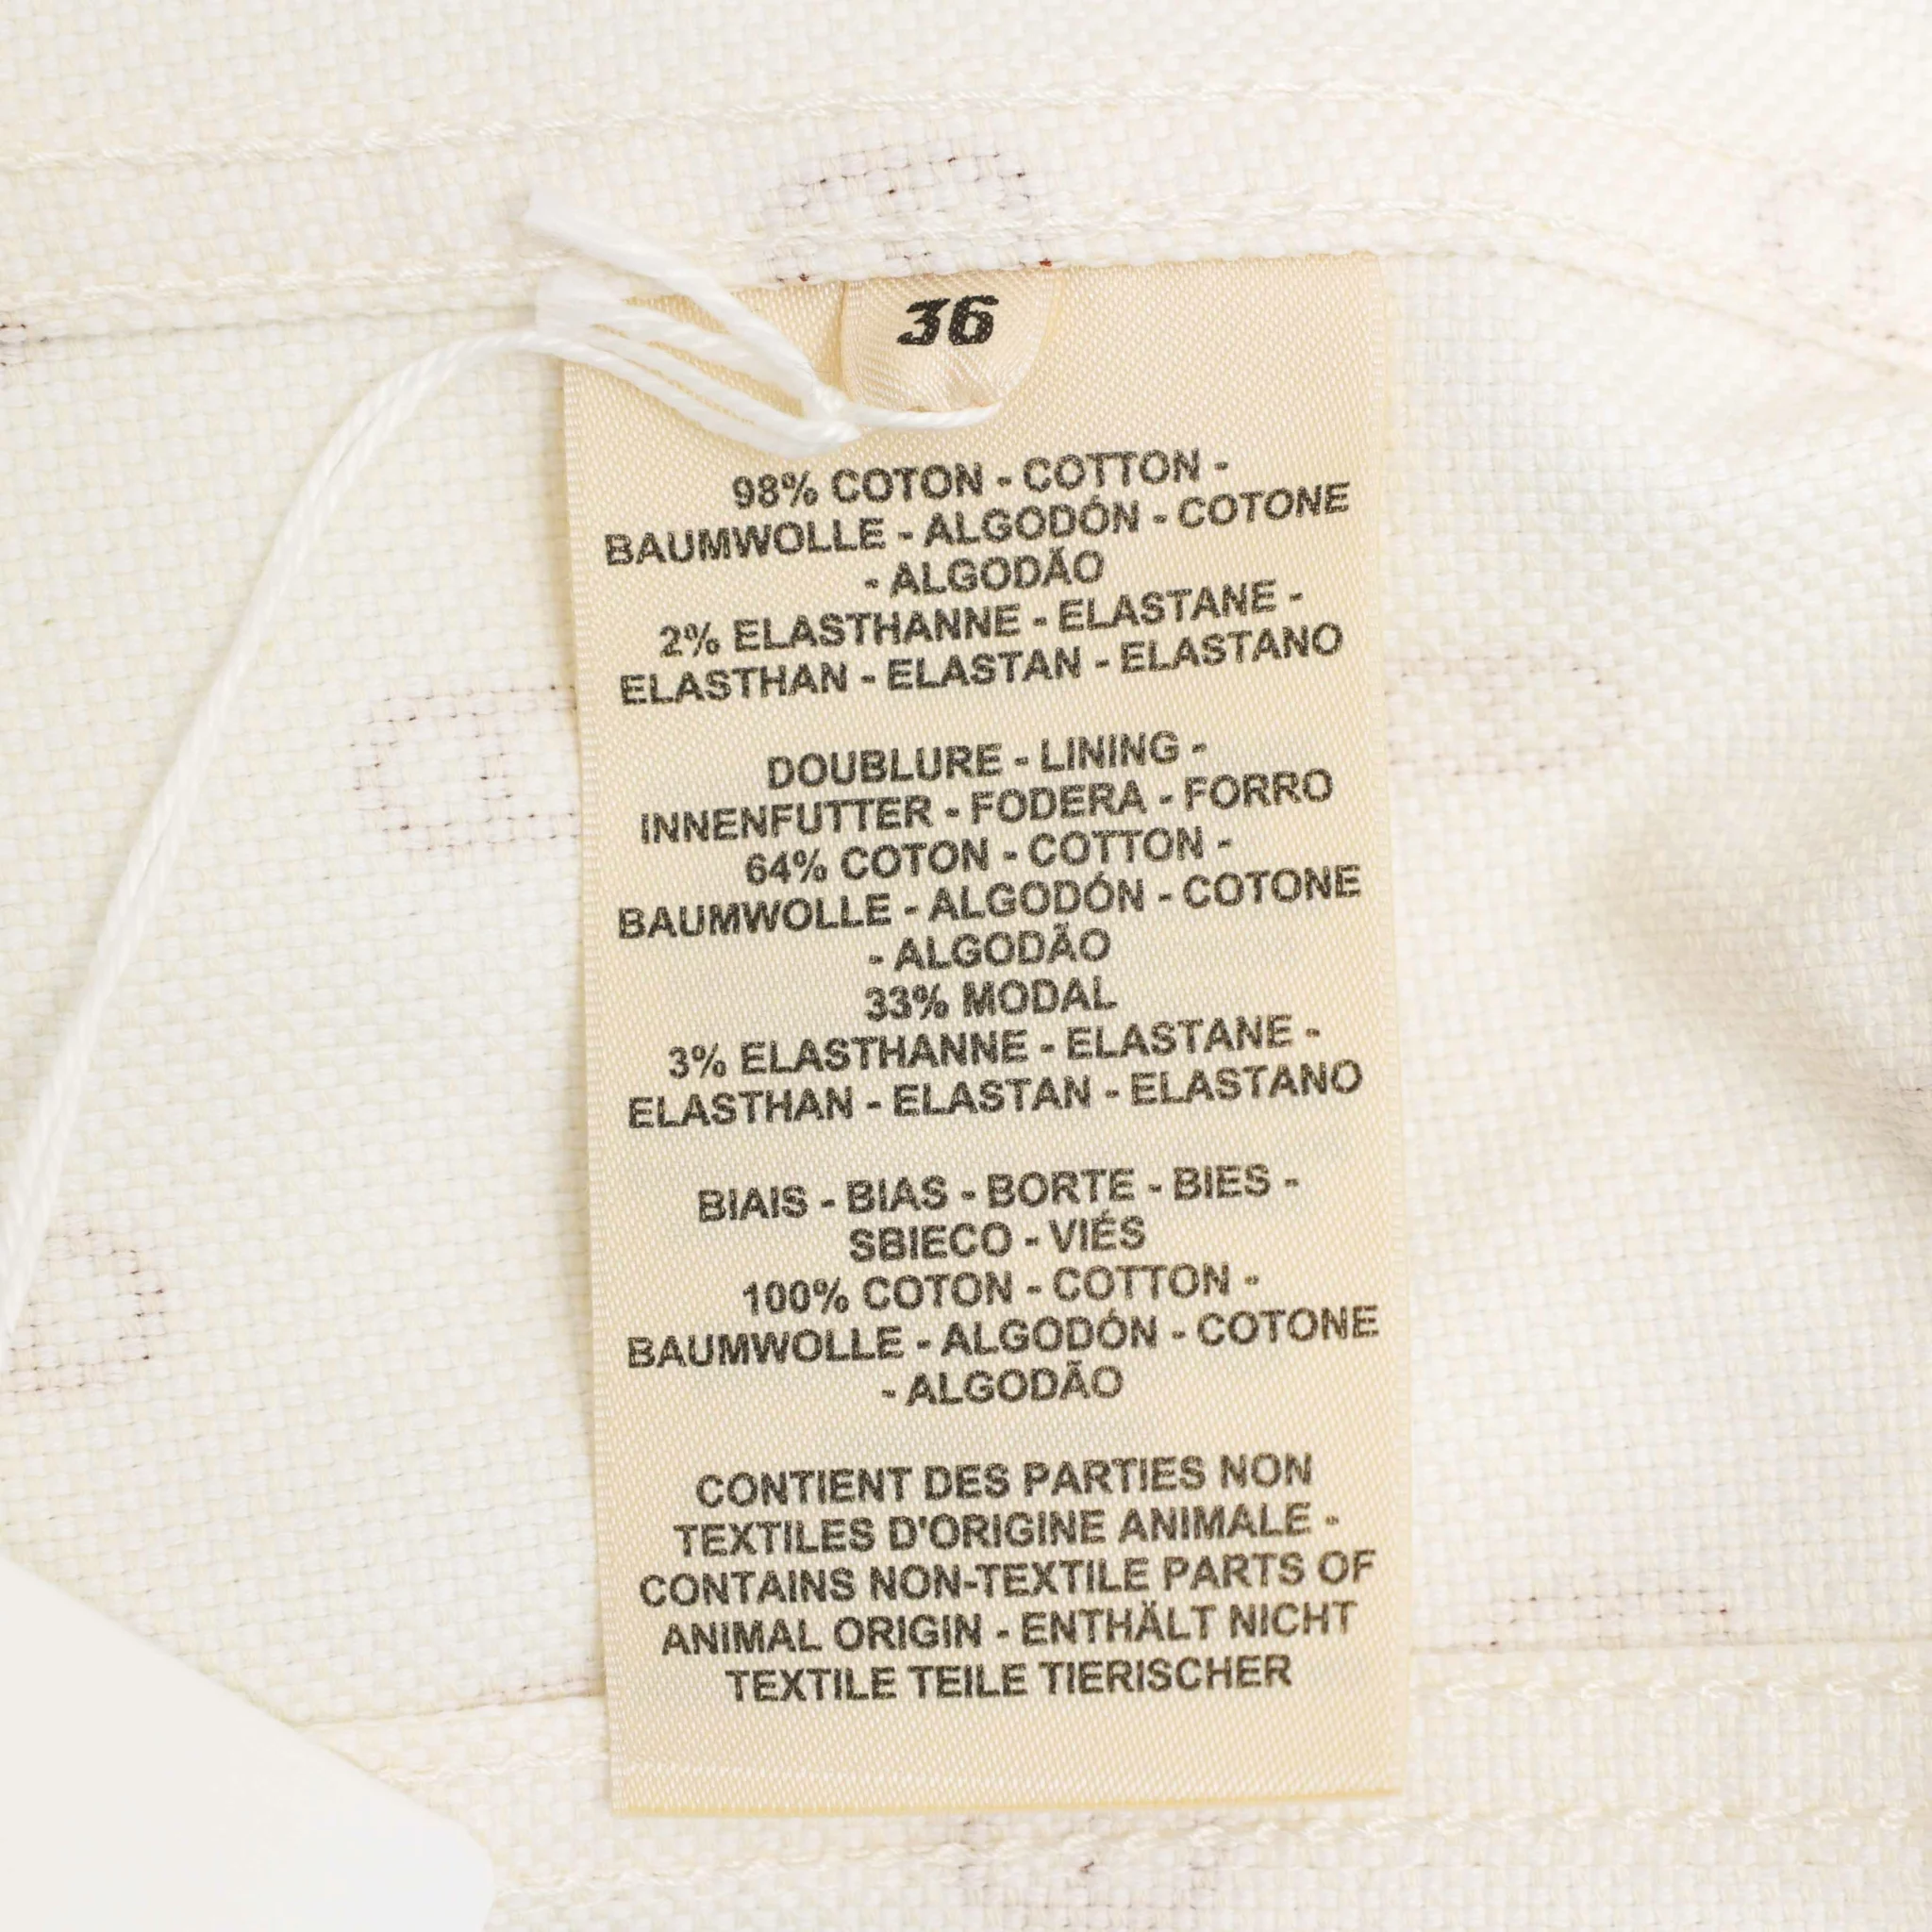 36
98% COTON - COTTON -
BAUMWOLLE - ALGODÓN - COTONE
- ALGODÃO
2% ELASTHANNE - ELASTANE -
ELASTHAN - ELASTAN - ELASTANO
DOUBLURE - LINING -
INNENFUTTER - FODERA - FORRO
64% COTON - COTTON -
BAUMWOLLE - ALGODÓN - COTONE
- ALGODÃO
33% MODAL
3% ELASTHANNE - ELASTANE -
ELASTHAN - ELASTAN - ELASTANO
BIAIS - BIAS - BORTE - BIES -
SBIECO - VIÉS
100% COTON - COTTON -
BAUMWOLLE - ALGODÓN - COTONE
- ALGODÃO
CONTIENT DES PARTIES NON
TEXTILES D'ORIGINE ANIMALE -
CONTAINS NON-TEXTILE PARTS OF
ANIMAL ORIGIN - ENTHÄLT NICHT
TEXTILE TEILE TIERISCHER